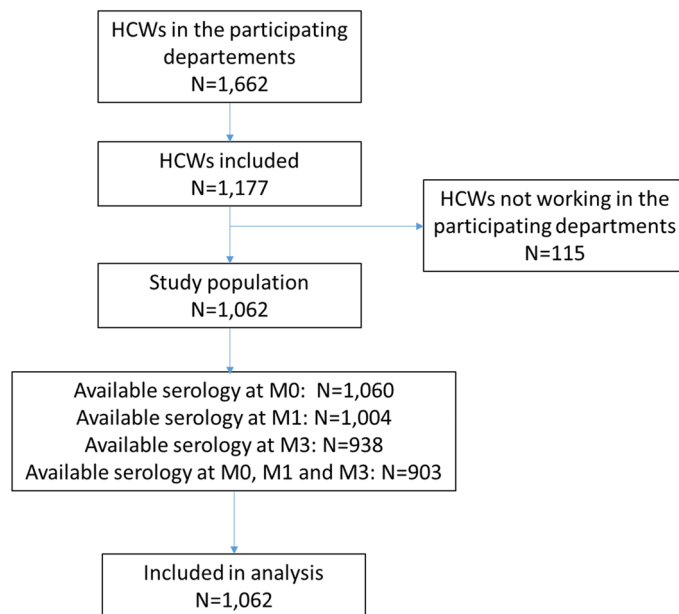 HCWs in the participating
departements
N=1,662
HCWs included
N=1,177
HCWs not working in the
participating departments
N=115
Study population
N=1,062
Available serology at M0:  N=1,060
Available serology at M1: N=1,004
Available serology at M3: N=938
Available serology at M0, M1 and M3: N=903
Included in analysis
N=1,062